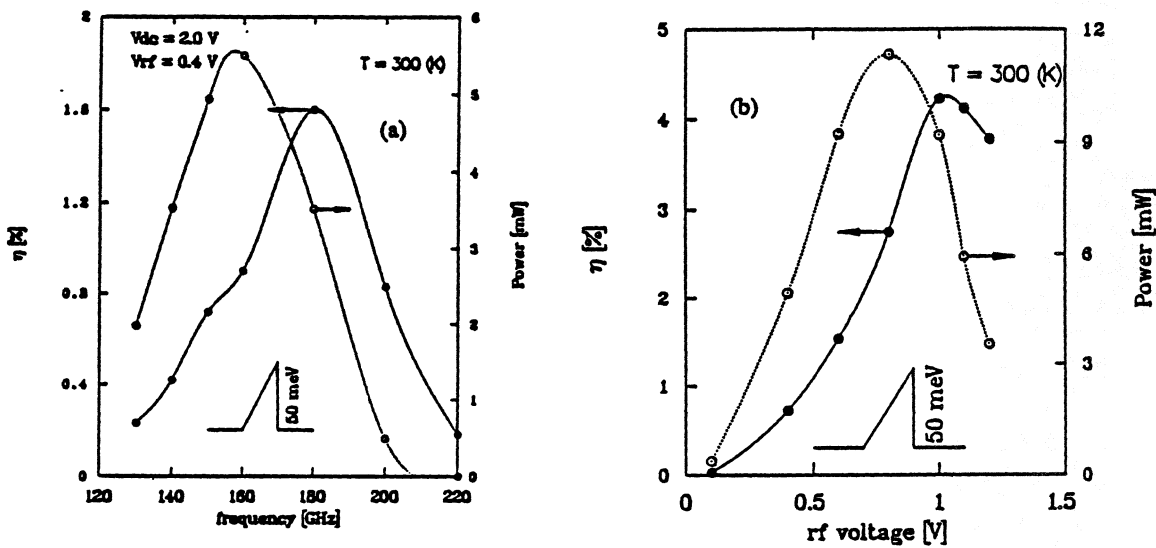 2
Vdc = 2.0 V
Vrf = 0.4 V
T = 300 (K)
6
1.6
(a)
5
4
1.2
η [%]
3
Power [mW]
0.8
2
0.4
50 meV
1
0
0
120
140
160
180
200
220
frequency [GHz]
5
12
T = 300 (K)
(b)
4
9
3
η [%]
6
Power [mW]
2
3
1
50 meV
0
0
0
0.5
1
1.5
rf voltage [V]